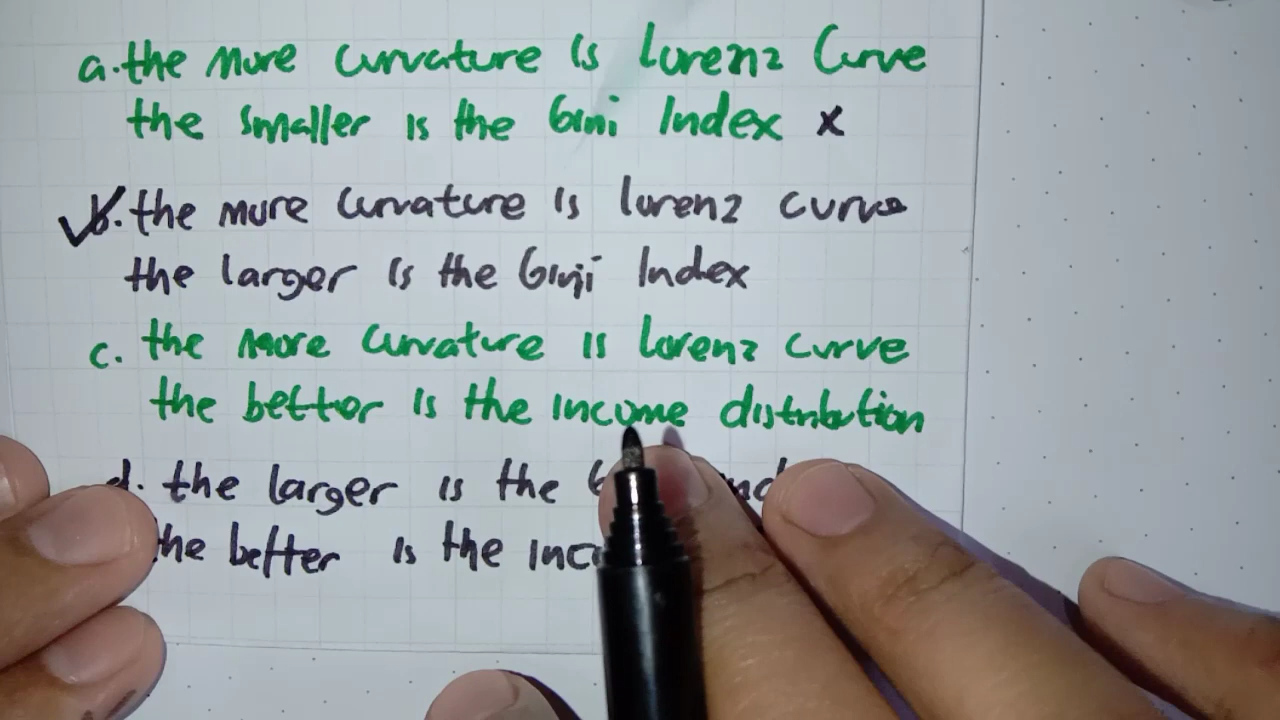 a. the more curvature is Lorenz Curve
the smaller is the Gini Index x
b. the more curvature is lorenz curve
the larger is the Gini Index
c. the more curvature is Lorenz curve
the better is the income distribution
d. the larger is the
the better is the